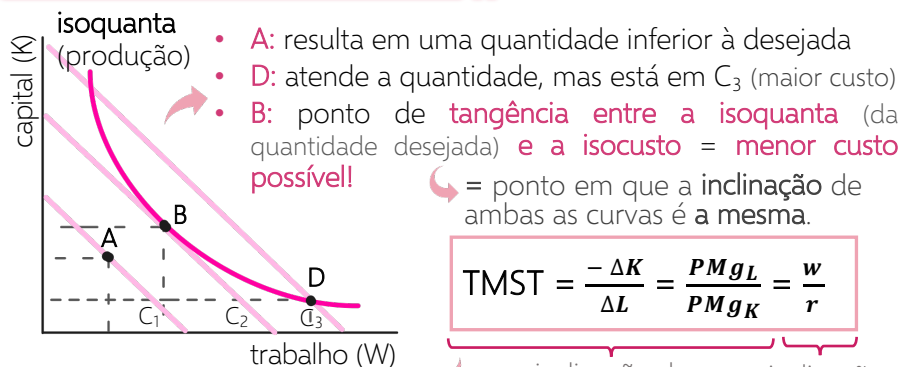 isoquanta
(produção)
capital (K)
• A: resulta em uma quantidade inferior à desejada
• D: atende a quantidade, mas está em C₃ (maior custo)
• B: ponto de tangência entre a isoquanta (da
quantidade desejada) e a isocusto = menor custo
possível!
= ponto em que a inclinação de
ambas as curvas é a mesma.
TMST = − ΔK / ΔL = PMg_L / PMg_K = w / r
B
A
D
C₁
C₂
C₃
trabalho (W)